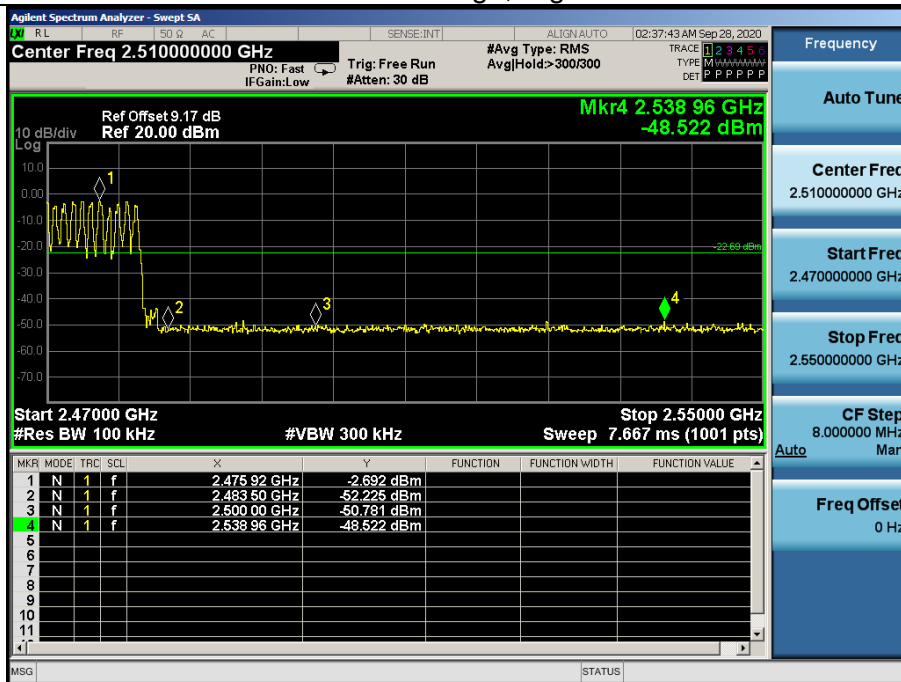 Agilent Spectrum Analyzer - Swept SA
LXI RL RF 50 Ω AC SENSE:INT ALIGN AUTO 02:37:43 AM Sep 28, 2020
Center Freq 2.510000000 GHz
PNO: Fast
IFGain:Low
Trig: Free Run
#Atten: 30 dB
#Avg Type: RMS
Avg|Hold:>300/300
TRACE 1 2 3 4 5 6
TYPE M WWWWW
DET P P P P P P
Mkr4 2.538 96 GHz
-48.522 dBm
Ref Offset 9.17 dB
10 dB/div Ref 20.00 dBm
Log
10.0
0.00
-10.0
-20.0
-30.0
-40.0
-50.0
-60.0
-70.0
1
2
3
4
-22.69 dBm
Start 2.47000 GHz Stop 2.55000 GHz
#Res BW 100 kHz #VBW 300 kHz Sweep 7.667 ms (1001 pts)
MKR MODE TRC SCL X Y FUNCTION FUNCTION WIDTH FUNCTION VALUE
1 N 1 f 2.475 92 GHz -2.692 dBm
2 N 1 f 2.483 50 GHz -52.225 dBm
3 N 1 f 2.500 00 GHz -50.781 dBm
4 N 1 f 2.538 96 GHz -48.522 dBm
5
6
7
8
9
10
11
MSG STATUS
Frequency
Auto Tune
Center Freq
2.510000000 GHz
Start Freq
2.470000000 GHz
Stop Freq
2.550000000 GHz
CF Step
8.000000 MHz
Auto Man
Freq Offset
0 Hz